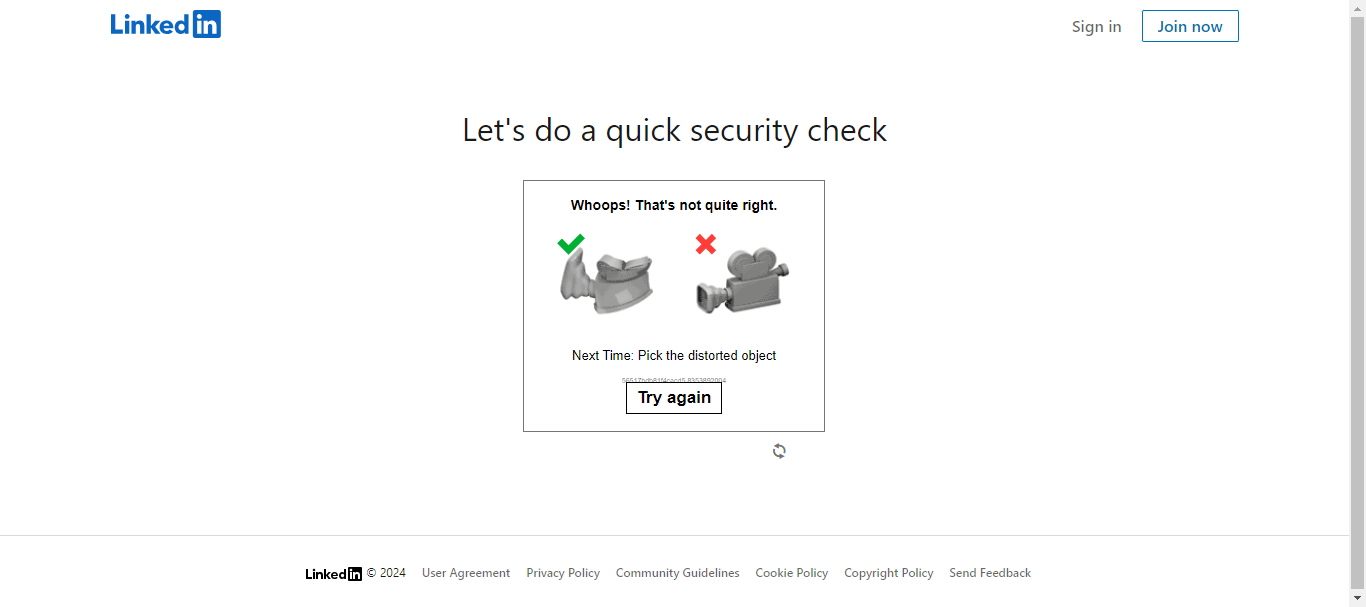 LinkedIn
Sign in
Join now
Let's do a quick security check
Whoops! That's not quite right.
Next Time: Pick the distorted object
Try again
LinkedIn © 2024 User Agreement Privacy Policy Community Guidelines Cookie Policy Copyright Policy Send Feedback